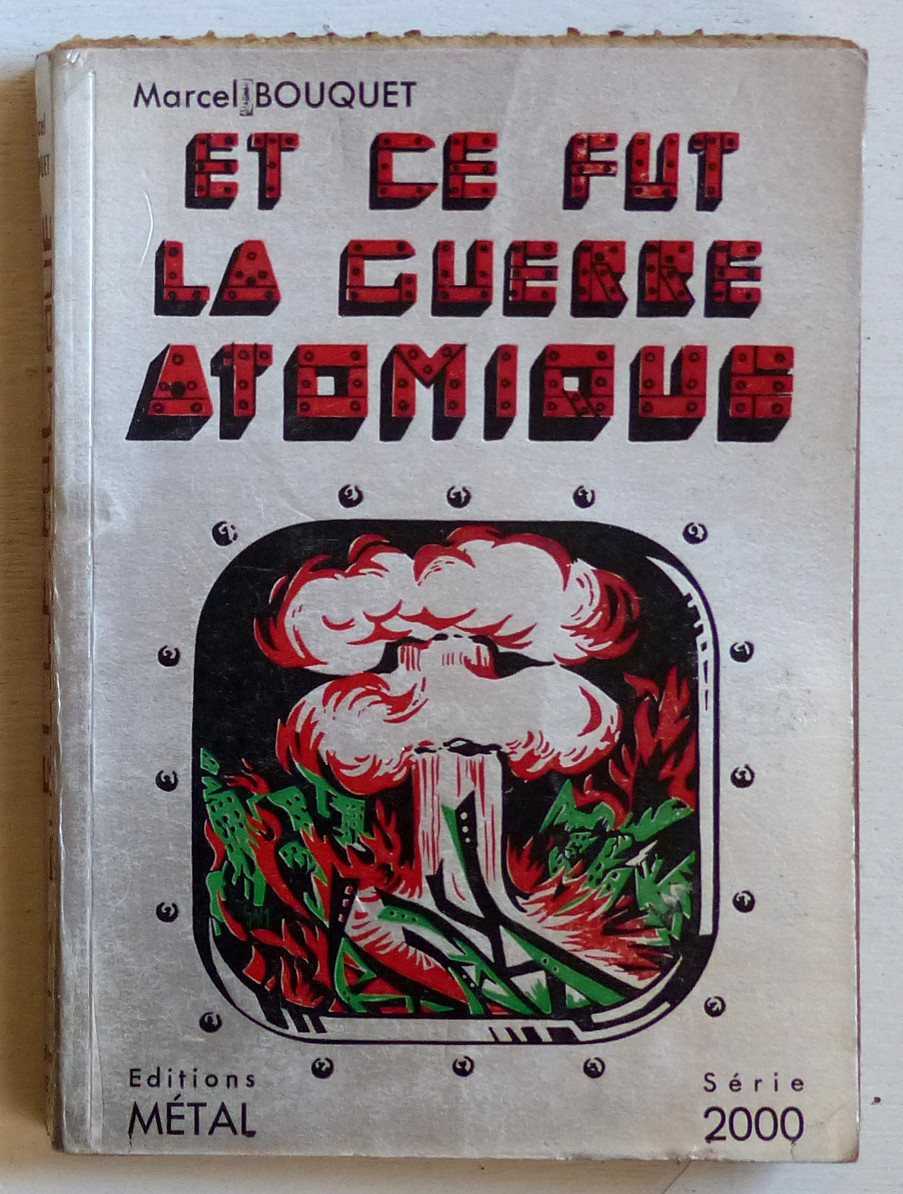 Marcel BOUQUET
ET CE FUT
LA GUERRE
ATOMIQUE
Editions
MÉTAL
Série
2000